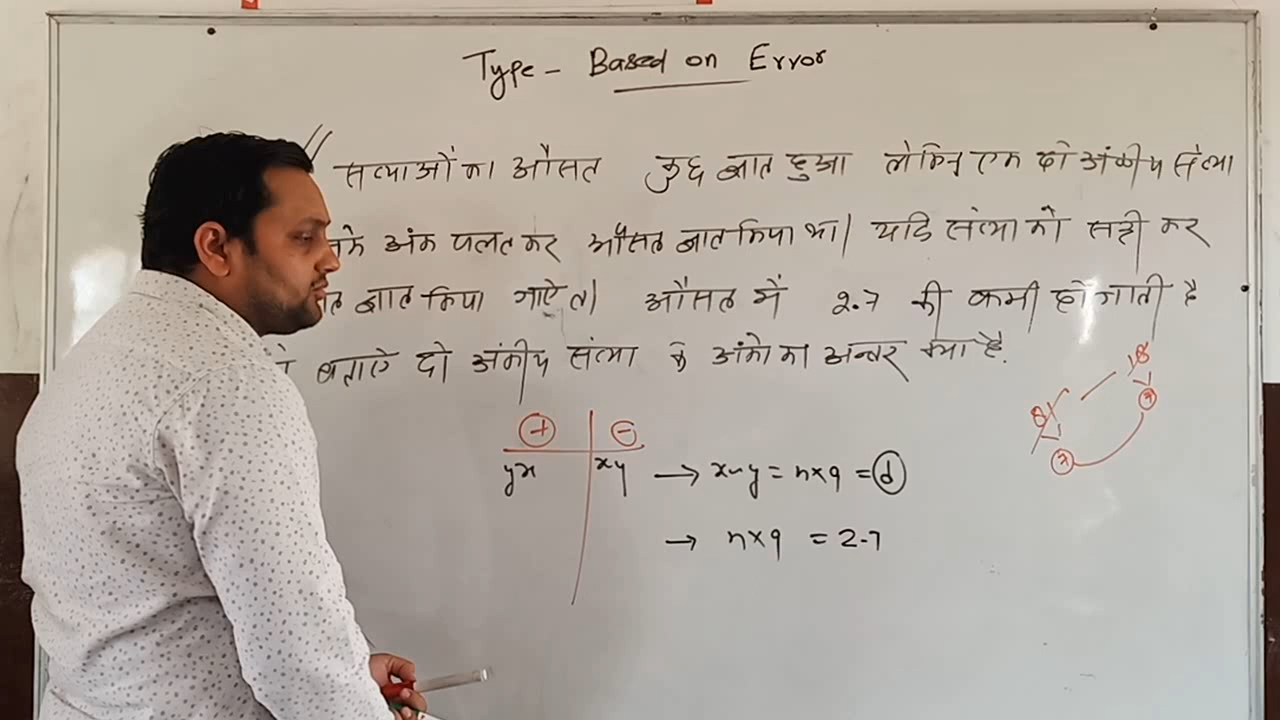 Type - Based on Error
संख्याओं का औसत कुछ ज्ञात हुआ लेकिन एक दो अंकीय संख्या
अंक पलट कर औसत ज्ञात किया था। यदि संख्या को सही कर
ज्ञात किया जाऐ तो औसत में 2.7 की कमी हो जाती है
बताऐ दो अंकीय संख्या के अंको का अन्तर क्या है.
+ -
yx xy → x~y = n×9 = d
→ n×9 = 2.7